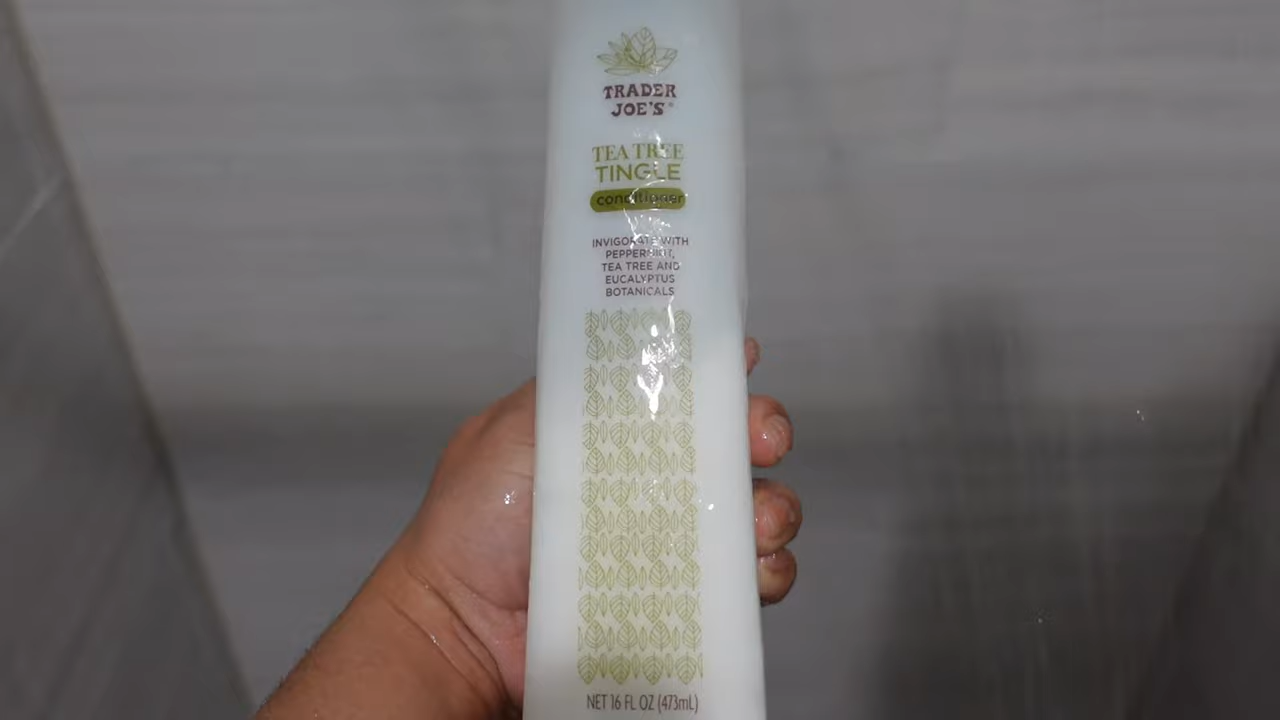 TRADER
JOE'S®
TEA TREE
TINGLE
conditioner
INVIGORATE WITH
PEPPERMINT,
TEA TREE AND
EUCALYPTUS
BOTANICALS
NET 16 FL OZ (473mL)